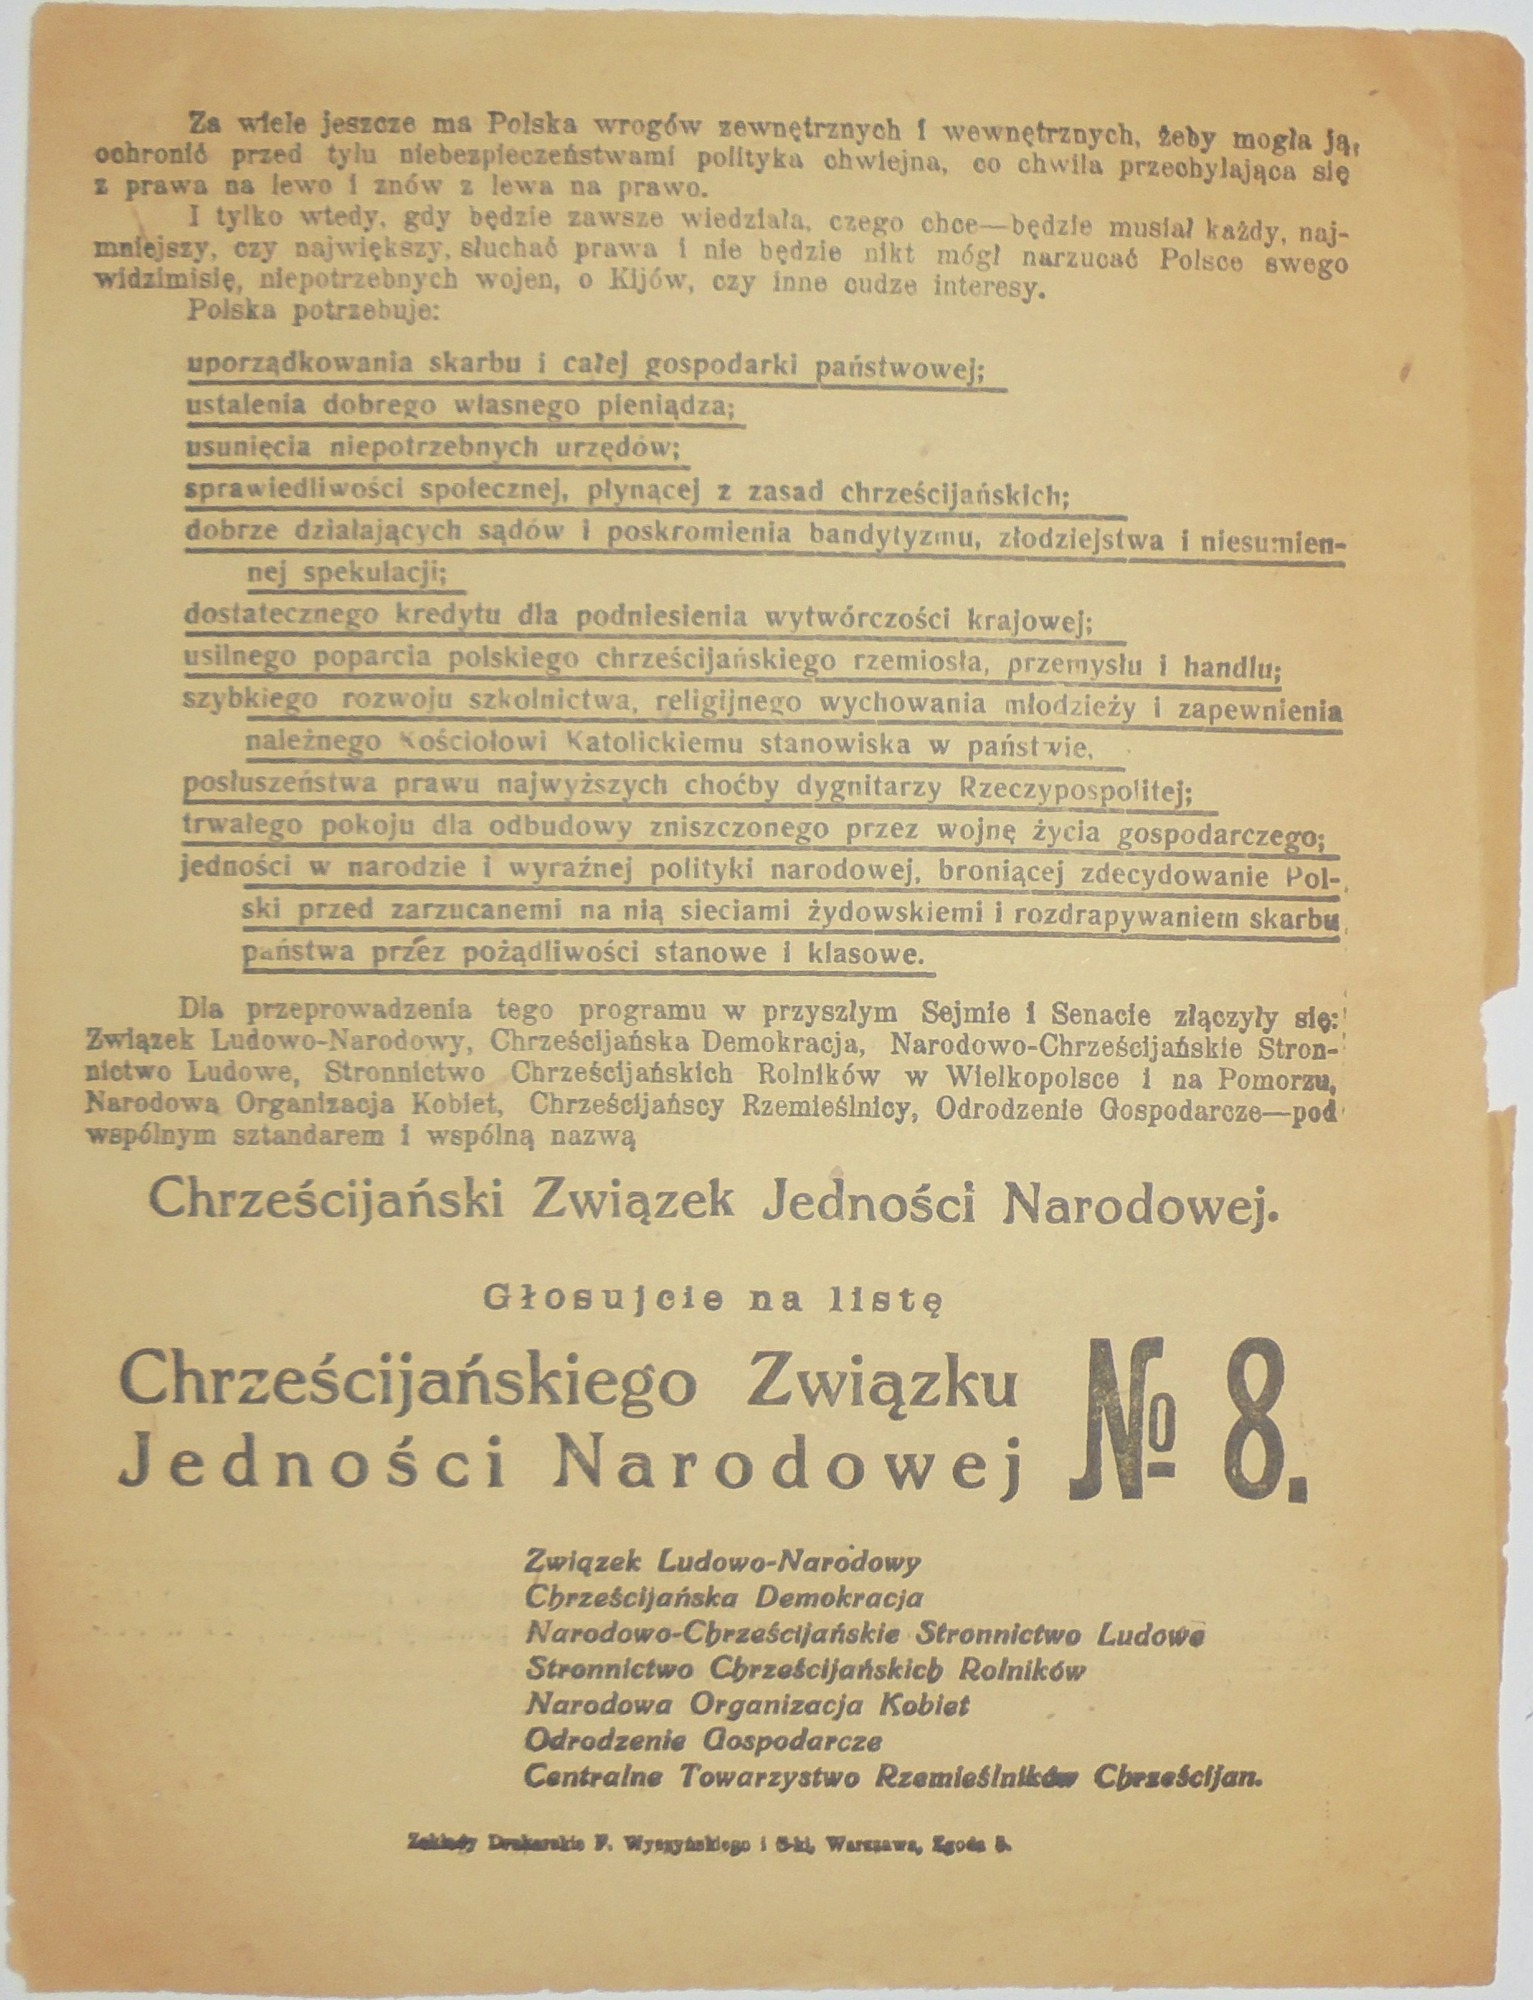 Za wiele jeszcze ma Polska wrogów zewnętrznych i wewnętrznych, żeby mogła ją,
ochronić przed tylu niebezpieczeństwami polityka chwiejna, co chwila przechylająca się
z prawa na lewo i znów z lewa na prawo.
I tylko wtedy, gdy będzie zawsze wiedziała, czego chce—będzie musiał każdy, naj-
mniejszy, czy największy, słuchać prawa i nie będzie nikt mógł narzucać Polsce swego
widzimisię, niepotrzebnych wojen, o Kijów, czy inne cudze interesy.
Polska potrzebuje:
uporządkowania skarbu i całej gospodarki państwowej;
ustalenia dobrego własnego pieniądza;
usunięcia niepotrzebnych urzędów;
sprawiedliwości społecznej, płynącej z zasad chrześcijańskich;
dobrze działających sądów i poskromienia bandytyzmu, złodziejstwa i niesumien-
nej spekulacji;
dostatecznego kredytu dla podniesienia wytwórczości krajowej;
usilnego poparcia polskiego chrześcijańskiego rzemiosła, przemysłu i handlu;
szybkiego rozwoju szkolnictwa, religijnego wychowania młodzieży i zapewnienia
należnego Kościołowi Katolickiemu stanowiska w państwie,
posłuszeństwa prawu najwyższych choćby dygnitarzy Rzeczypospolitej;
trwałego pokoju dla odbudowy zniszczonego przez wojnę życia gospodarczego;
jedności w narodzie i wyraźnej polityki narodowej, broniącej zdecydowanie Pol-
ski przed zarzucanemi na nią sieciami żydowskiemi i rozdrapywaniem skarbu
państwa przez pożądliwości stanowe i klasowe.
Dla przeprowadzenia tego programu w przyszłym Sejmie i Senacie złączyły się:
Związek Ludowo-Narodowy, Chrześcijańska Demokracja, Narodowo-Chrześcijańskie Stron-
nictwo Ludowe, Stronnictwo Chrześcijańskich Rolników w Wielkopolsce i na Pomorzu,
Narodowa Organizacja Kobiet, Chrześcijańscy Rzemieślnicy, Odrodzenie Gospodarcze—pod
wspólnym sztandarem i wspólną nazwą
Chrześcijański Związek Jedności Narodowej.
Głosujcie na listę
Chrześcijańskiego Związku
Jedności Narodowej № 8.
Związek Ludowo-Narodowy
Chrześcijańska Demokracja
Narodowo-Chrześcijańskie Stronnictwo Ludowe
Stronnictwo Chrześcijańskich Rolników
Narodowa Organizacja Kobiet
Odrodzenie Gospodarcze
Centralne Towarzystwo Rzemieślników Chrześcijan.
Zakłady Drukarskie F. Wyszyńskiego i S-ki, Warszawa, Zgoda 5.